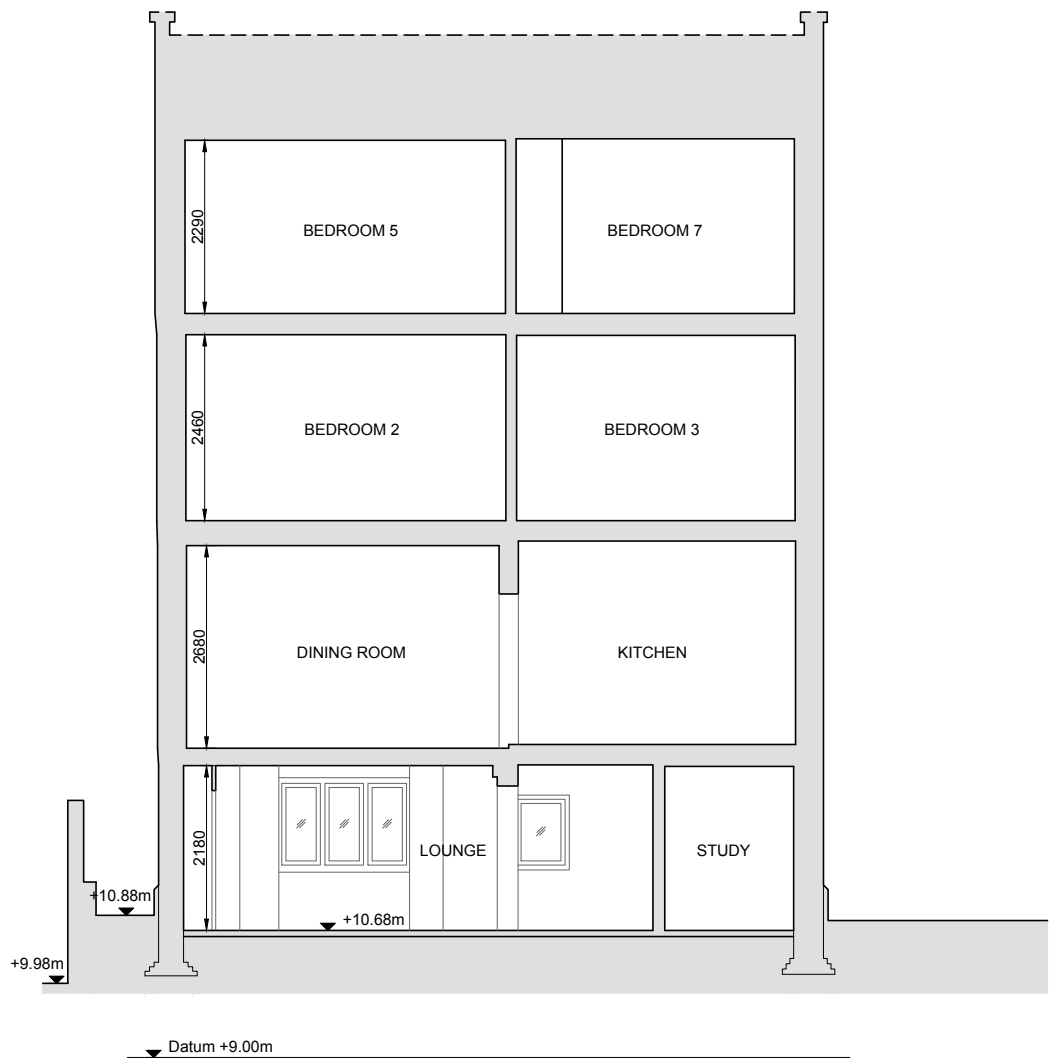 2290
BEDROOM 5
BEDROOM 7
2460
BEDROOM 2
BEDROOM 3
2680
DINING ROOM
KITCHEN
2180
LOUNGE
STUDY
+10.88m
+10.68m
+9.98m
Datum +9.00m